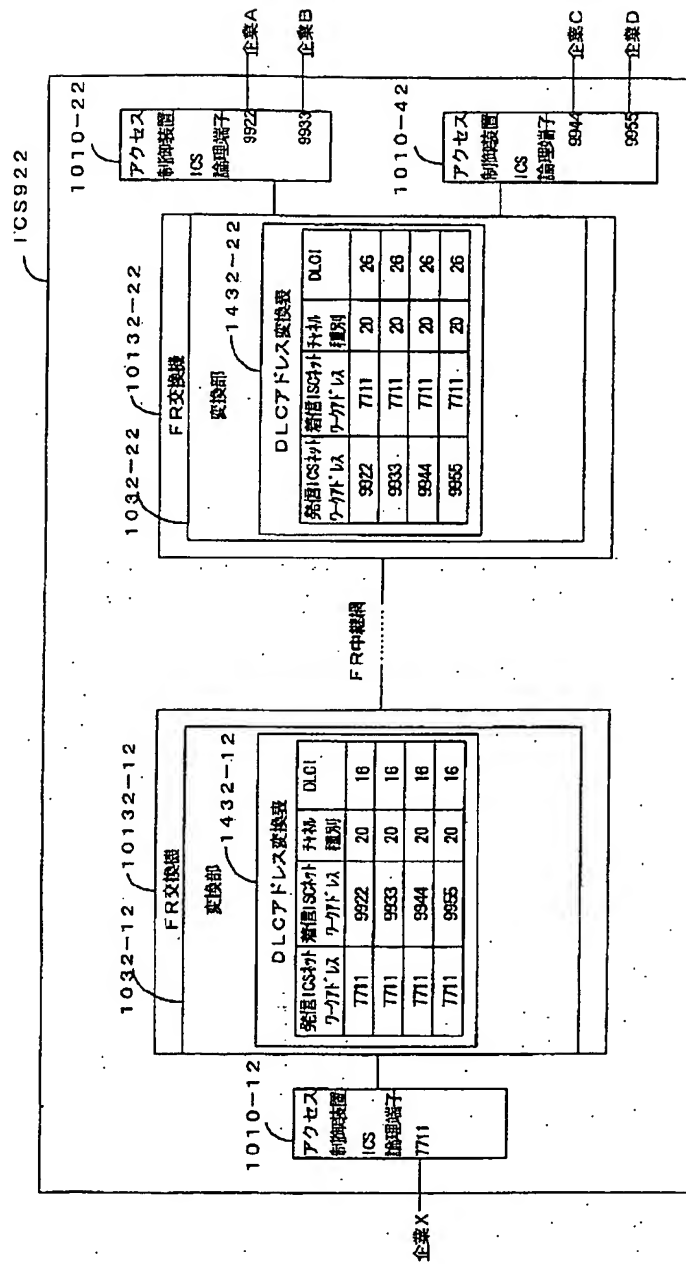 ICS922
1010-12
アクセス
制御装置
ICS
論理端子
7711
企業X
1032-12
10132-12
FR交換機
変換部
1432-12
DLCアドレス変換表
発信ICSネット
ワークアドレス
着信ISCネット
ワークアドレス
チャネル
種別
DLCI
7711 9922 20 16
7711 9933 20 16
7711 9944 20 16
7711 9955 20 16
FR中継網
1032-22
10132-22
FR交換機
変換部
1432-22
DLCアドレス変換表
発信ICSネット
ワークアドレス
着信ISCネット
ワークアドレス
チャネル
種別
DLCI
9922 7711 20 26
9933 7711 20 26
9944 7711 20 26
9955 7711 20 26
1010-22
アクセス
制御装置
ICS
論理端子
9922
企業A
9933
企業B
1010-42
アクセス
制御装置
ICS
論理端子
9944
企業C
9955
企業D